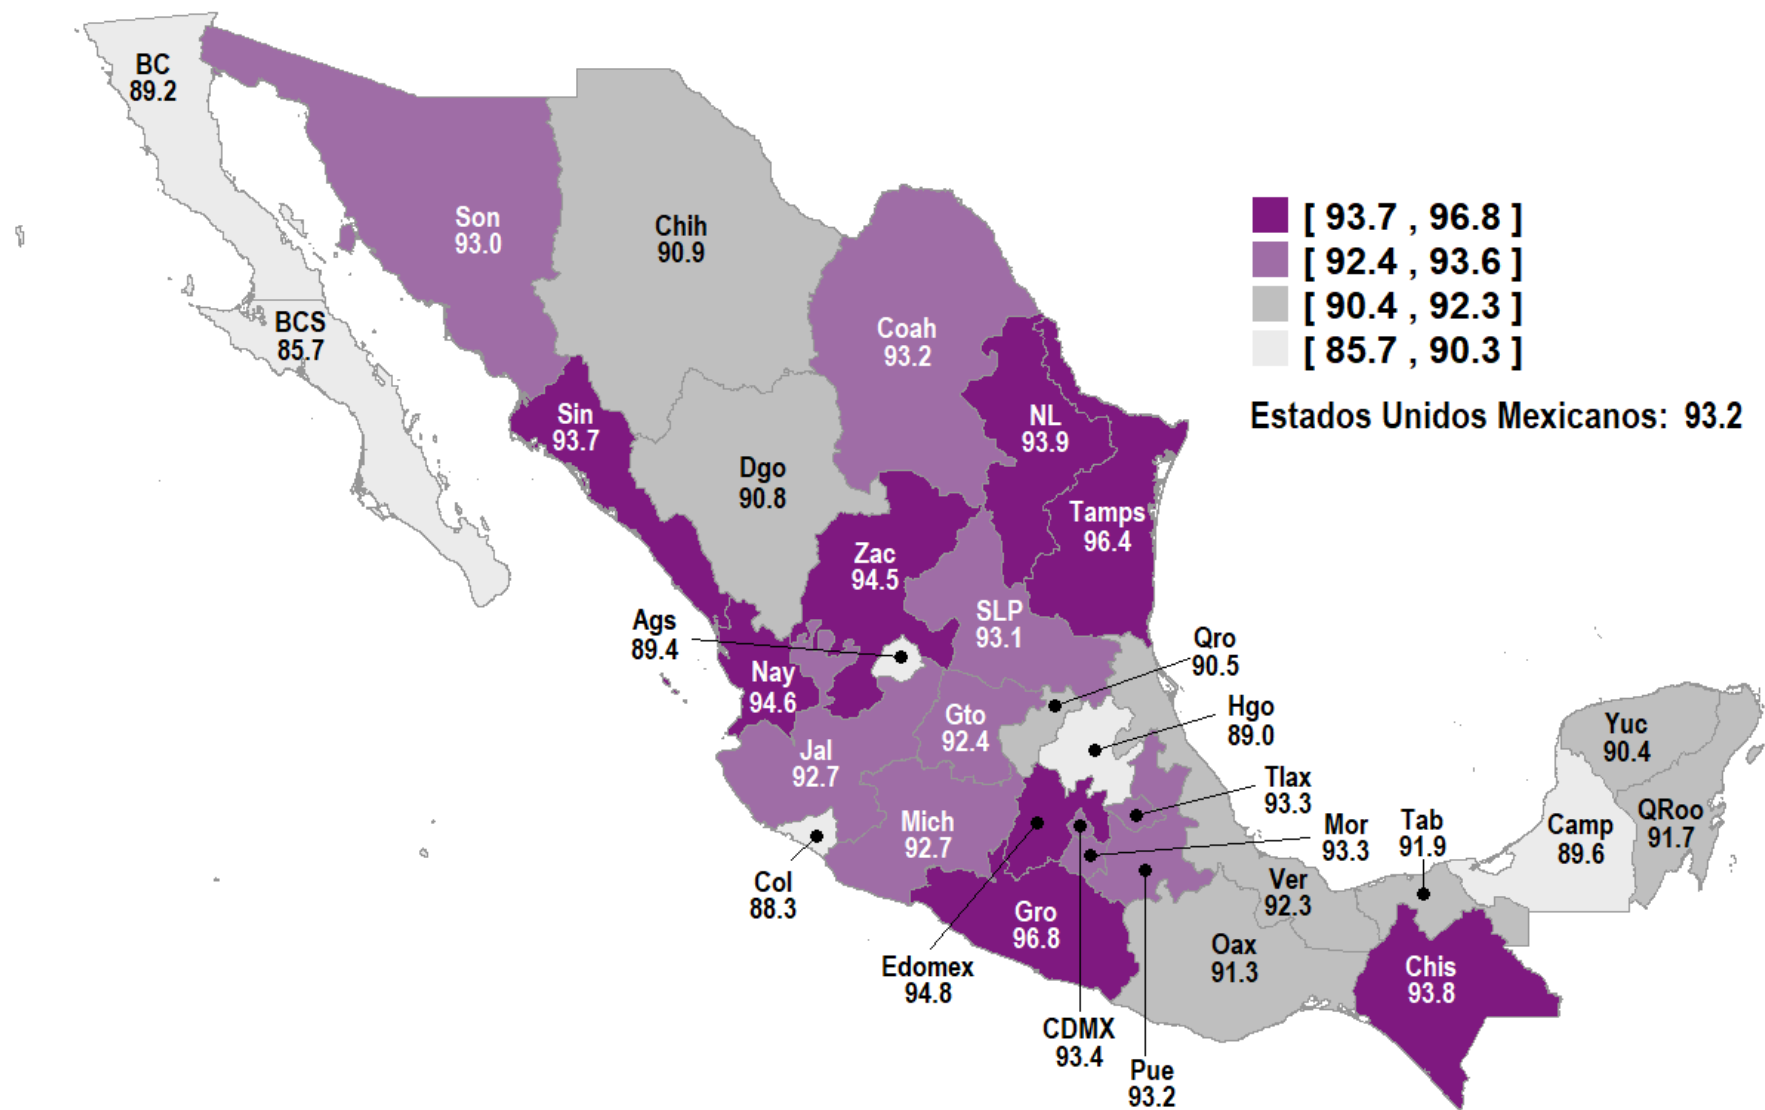 BC
89.2
Son
93.0
Chih
90.9
[ 93.7 , 96.8 ]
[ 92.4 , 93.6 ]
[ 90.4 , 92.3 ]
[ 85.7 , 90.3 ]
Estados Unidos Mexicanos: 93.2
BCS
85.7
Coah
93.2
Sin
93.7
NL
93.9
Dgo
90.8
Tamps
96.4
Zac
94.5
Ags
89.4
SLP
93.1
Qro
90.5
Nay
94.6
Gto
92.4
Hgo
89.0
Yuc
90.4
Jal
92.7
Tlax
93.3
Mich
92.7
Mor
93.3
Tab
91.9
Camp
89.6
QRoo
91.7
Col
88.3
Ver
92.3
Gro
96.8
Oax
91.3
Edomex
94.8
Chis
93.8
CDMX
93.4
Pue
93.2